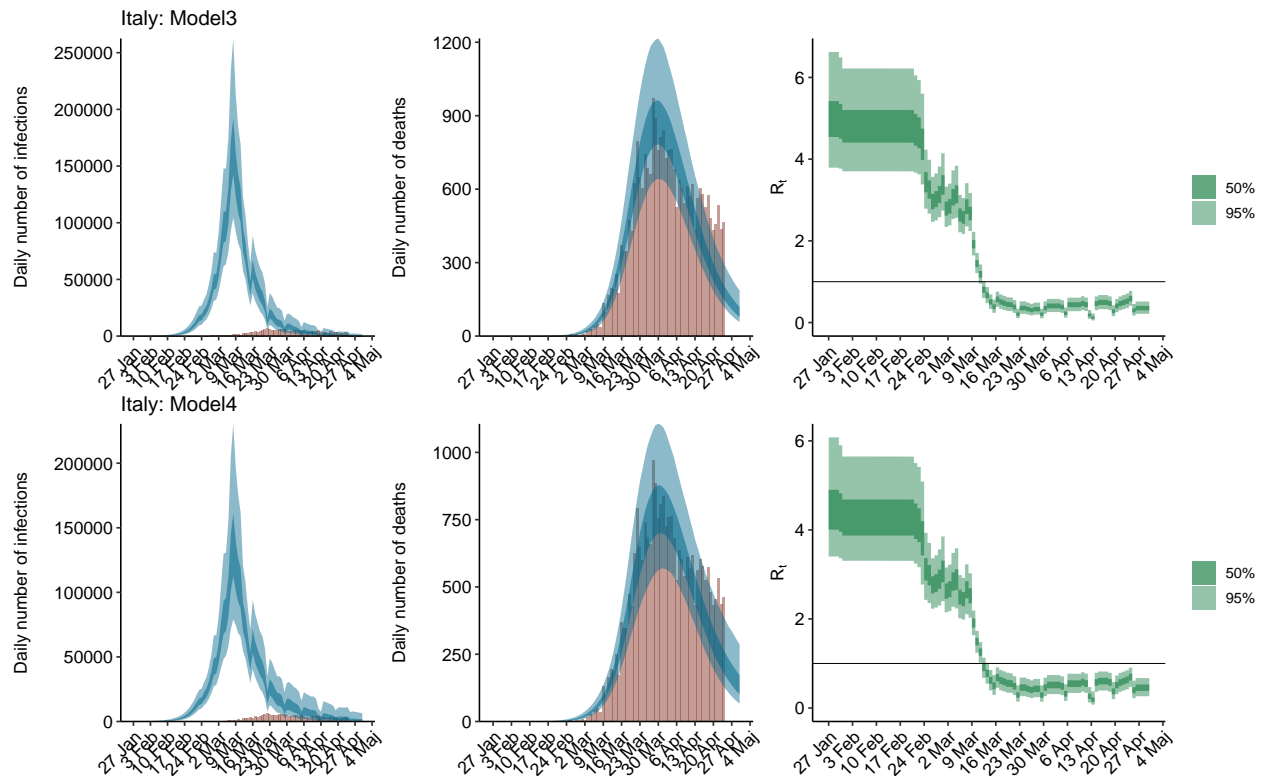 Italy: Model3
Daily number of infections
250000
200000
150000
100000
50000
0
27 Jan
3 Feb
10 Feb
17 Feb
24 Feb
2 Mar
9 Mar
16 Mar
23 Mar
30 Mar
6 Apr
13 Apr
20 Apr
27 Apr
4 Maj
Daily number of deaths
1200
900
600
300
0
27 Jan
3 Feb
10 Feb
17 Feb
24 Feb
2 Mar
9 Mar
16 Mar
23 Mar
30 Mar
6 Apr
13 Apr
20 Apr
27 Apr
4 Maj
Rt
6
4
2
0
27 Jan
3 Feb
10 Feb
17 Feb
24 Feb
2 Mar
9 Mar
16 Mar
23 Mar
30 Mar
6 Apr
13 Apr
20 Apr
27 Apr
4 Maj
50%
95%
Italy: Model4
Daily number of infections
200000
150000
100000
50000
0
27 Jan
3 Feb
10 Feb
17 Feb
24 Feb
2 Mar
9 Mar
16 Mar
23 Mar
30 Mar
6 Apr
13 Apr
20 Apr
27 Apr
4 Maj
Daily number of deaths
1000
750
500
250
0
27 Jan
3 Feb
10 Feb
17 Feb
24 Feb
2 Mar
9 Mar
16 Mar
23 Mar
30 Mar
6 Apr
13 Apr
20 Apr
27 Apr
4 Maj
Rt
6
4
2
0
27 Jan
3 Feb
10 Feb
17 Feb
24 Feb
2 Mar
9 Mar
16 Mar
23 Mar
30 Mar
6 Apr
13 Apr
20 Apr
27 Apr
4 Maj
50%
95%